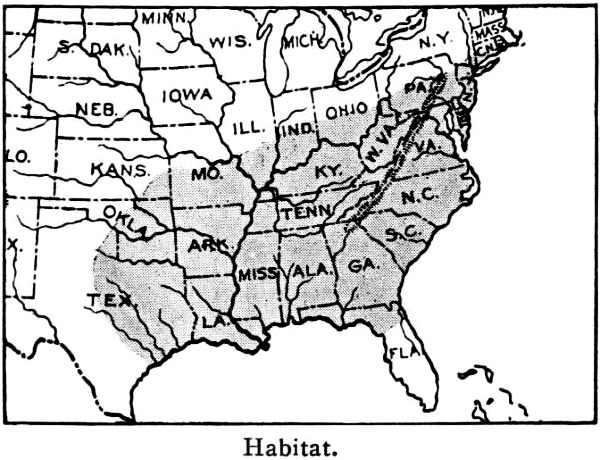 MINN.
WIS.
MICH.
N.Y.
MASS
CN.
S. DAK.
IOWA
NEB.
ILL.
IND.
OHIO
PA.
W. VA.
VA.
LO.
KANS.
MO.
KY.
N.C.
OKLA.
TENN.
ARK.
S.C.
X.
TEX.
MISS.
ALA.
GA.
LA.
FLA.
Habitat.